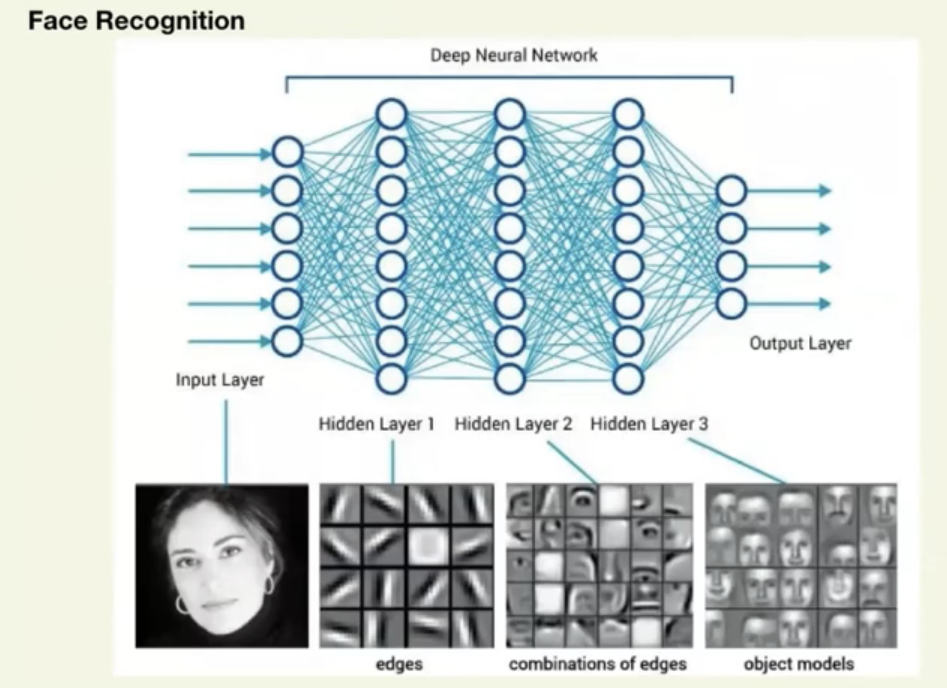 Face Recognition
Deep Neural Network
Output Layer
Input Layer
Hidden Layer 1 Hidden Layer 2 Hidden Layer 3
edges combinations of edges object models